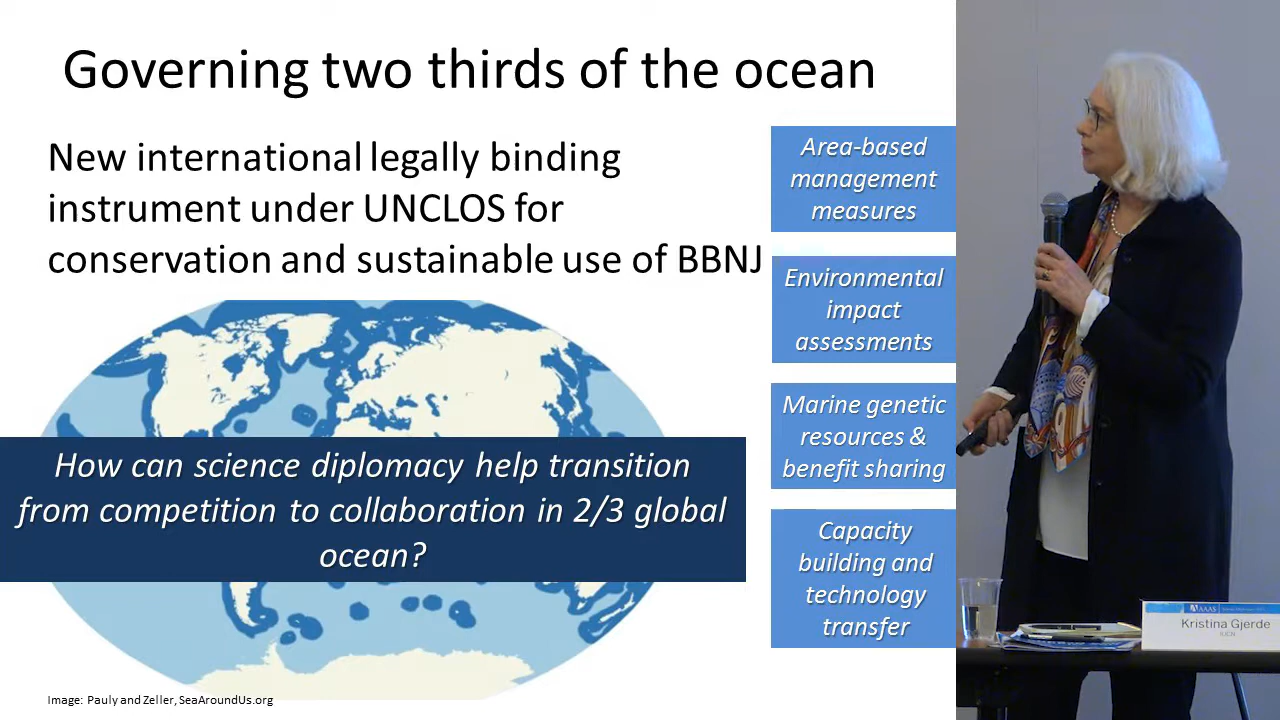 Governing two thirds of the ocean
New international legally binding
instrument under UNCLOS for
conservation and sustainable use of BBNJ
How can science diplomacy help transition
from competition to collaboration in 2/3 global
ocean?
Image: Pauly and Zeller, SeaAroundUs.org
Area-based
management
measures
Environmental
impact
assessments
Marine genetic
resources &
benefit sharing
Capacity
building and
technology
transfer
AAAS
Kristina Gjerde
IUCN